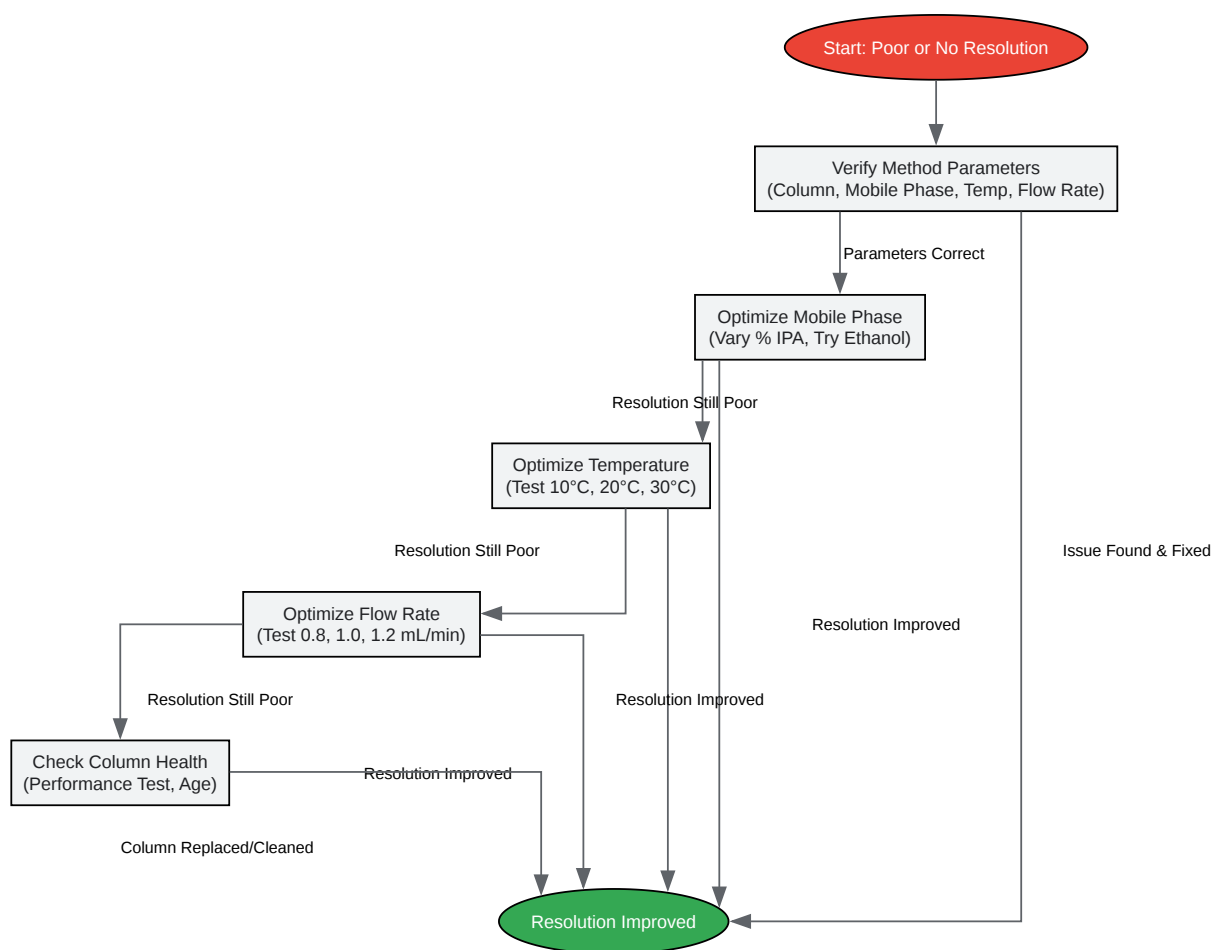 Start: Poor or No Resolution
Verify Method Parameters
(Column, Mobile Phase, Temp, Flow Rate)
Parameters Correct
Optimize Mobile Phase
(Vary % IPA, Try Ethanol)
Resolution Still Poor
Optimize Temperature
(Test 10°C, 20°C, 30°C)
Resolution Still Poor
Issue Found & Fixed
Optimize Flow Rate
(Test 0.8, 1.0, 1.2 mL/min)
Resolution Improved
Resolution Still Poor
Resolution Improved
Check Column Health
(Performance Test, Age)
Resolution Improved
Column Replaced/Cleaned
Resolution Improved